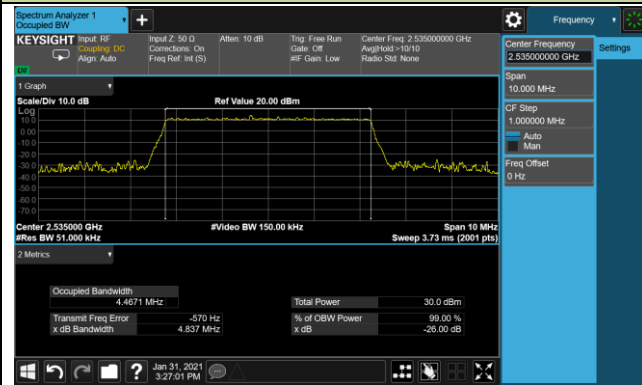 Spectrum Analyzer 1
Occupied BW
Frequency
KEYSIGHT
Input: RF
Coupling: DC
Align: Auto
Input Z: 50 Ω
Corrections: On
Freq Ref: Int (S)
Atten: 10 dB
Trig: Free Run
Gate: Off
#IF Gain: Low
Center Freq: 2.535000000 GHz
Avg|Hold:>10/10
Radio Std: None
Center Frequency
2.535000000 GHz
Settings
Span
10.000 MHz
CF Step
1.000000 MHz
Auto
Man
Freq Offset
0 Hz
1 Graph
Scale/Div 10.0 dB
Ref Value 20.00 dBm
Log
10.0
0.00
-10.0
-20.0
-30.0
-40.0
-50.0
-60.0
-70.0
Center 2.535000 GHz
#Video BW 150.00 kHz
Span 10 MHz
#Res BW 51.000 kHz
Sweep 3.73 ms (2001 pts)
2 Metrics
Occupied Bandwidth
4.4671 MHz
Total Power
30.0 dBm
Transmit Freq Error
-570 Hz
% of OBW Power
99.00 %
x dB Bandwidth
4.837 MHz
x dB
-26.00 dB
?
Jan 31, 2021
3:27:01 PM